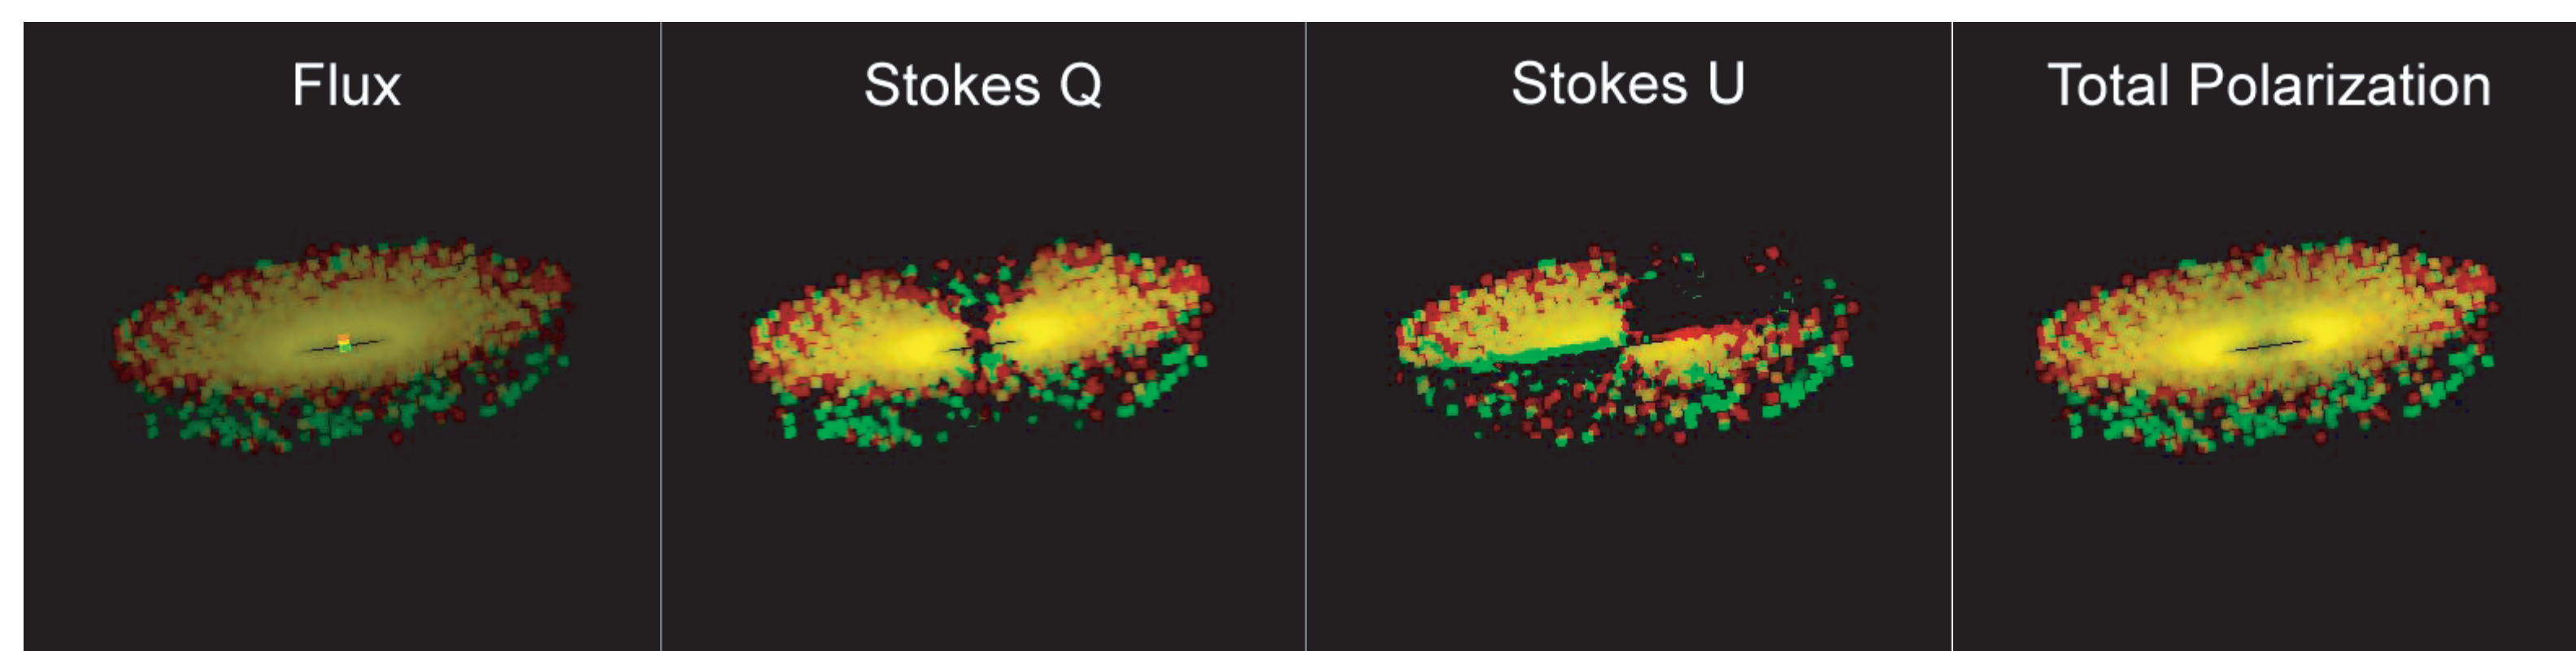 Flux
Stokes Q
Stokes U
Total Polarization